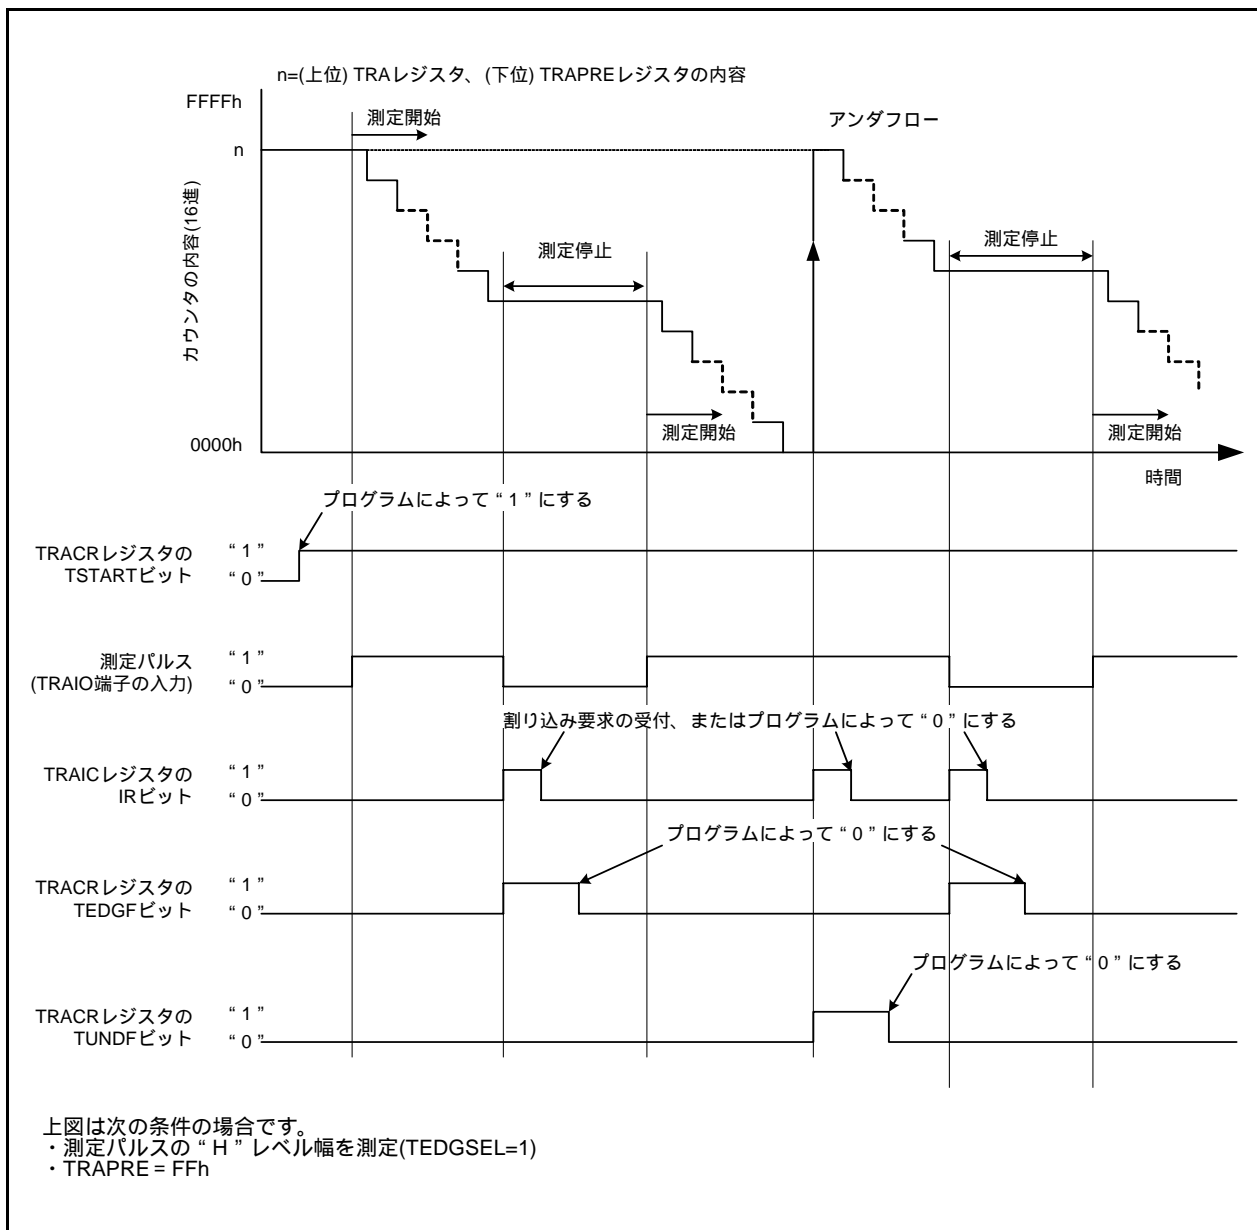 n=(上位) TRAレジスタ、(下位) TRAPREレジスタの内容
FFFFh
測定開始
アンダフロー
n
カウンタの内容(16進)
測定停止
測定停止
測定開始
測定開始
0000h
時間
プログラムによって “ 1 ” にする
TRACRレジスタの
TSTARTビット
“ 1 ”
“ 0 ”
測定パルス
(TRAIO端子の入力)
“ 1 ”
“ 0 ”
割り込み要求の受付、またはプログラムによって “ 0 ” にする
TRAICレジスタの
IRビット
“ 1 ”
“ 0 ”
プログラムによって “ 0 ” にする
TRACRレジスタの
TEDGFビット
“ 1 ”
“ 0 ”
プログラムによって “ 0 ” にする
TRACRレジスタの
TUNDFビット
“ 1 ”
“ 0 ”
上図は次の条件の場合です。
・測定パルスの “ H ” レベル幅を測定(TEDGSEL=1)
・TRAPRE = FFh